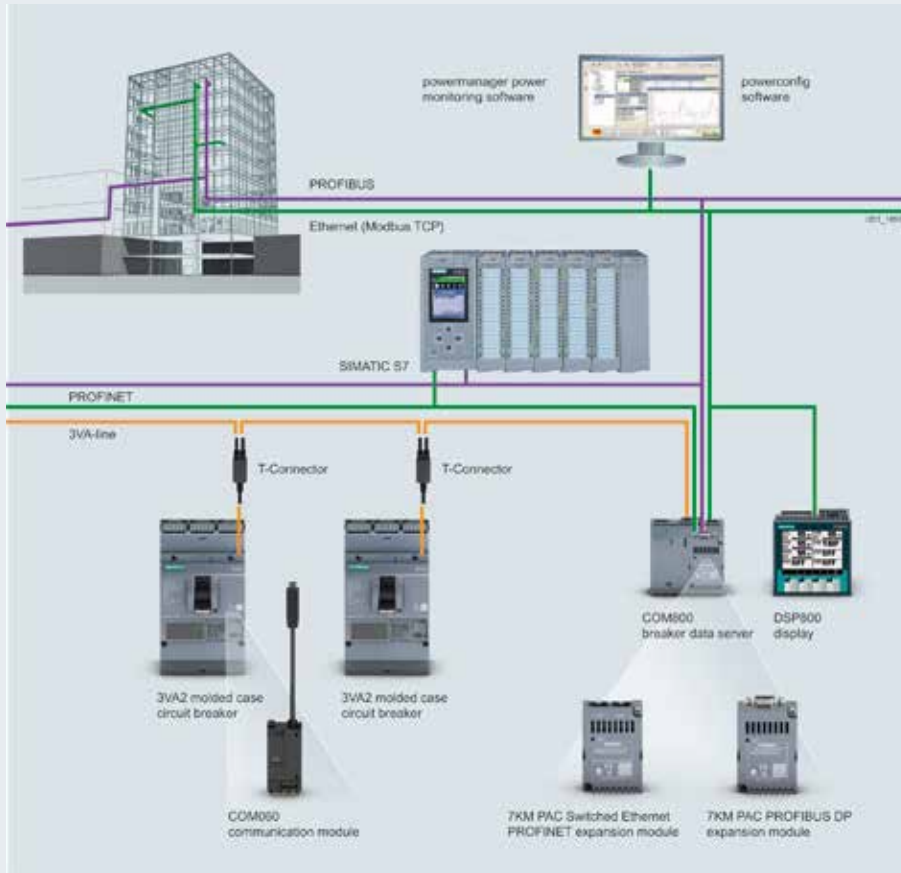 powermanager power
monitoring software
powerconfig
software
PROFIBUS
Ethernet (Modbus TCP)
SIMATIC S7
PROFINET
3VA-line
T-Connector
T-Connector
COM800
breaker data server
DSP800
display
3VA2 molded case
circuit breaker
3VA2 molded case
circuit breaker
COM060
communication module
7KM PAC Switched Ethernet
PROFINET expansion module
7KM PAC PROFIBUS DP
expansion module